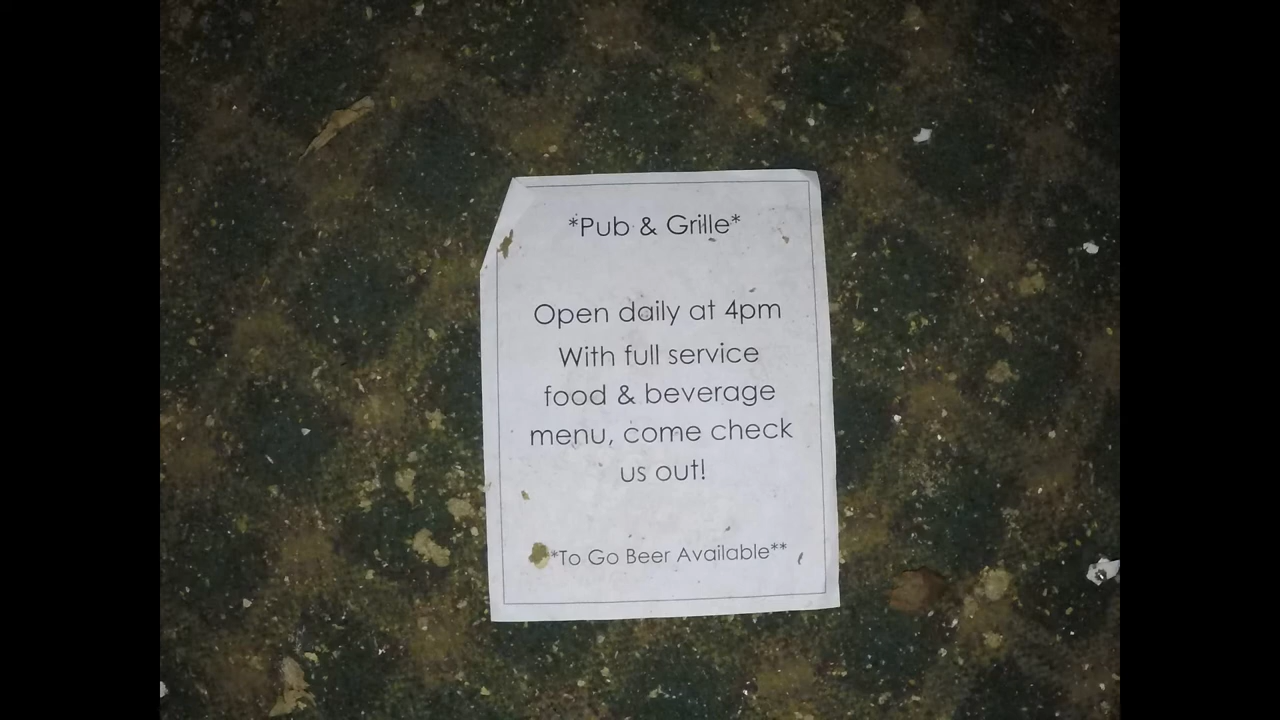 *Pub & Grille*
Open daily at 4pm
With full service
food & beverage
menu, come check
us out!
*To Go Beer Available**